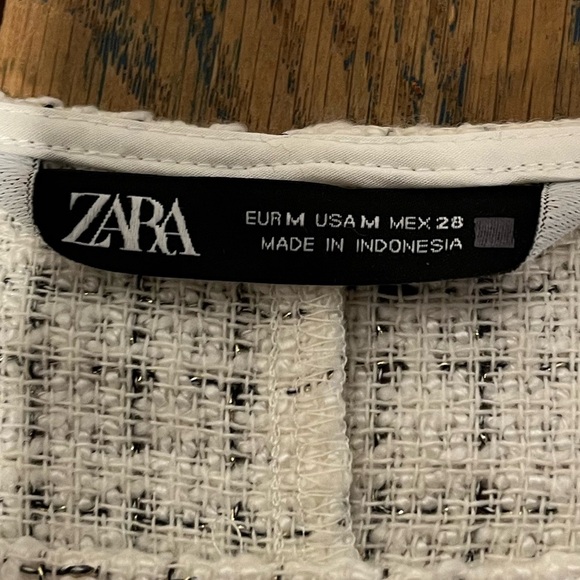 ZARA
EUR M USA M MEX 28
MADE IN INDONESIA